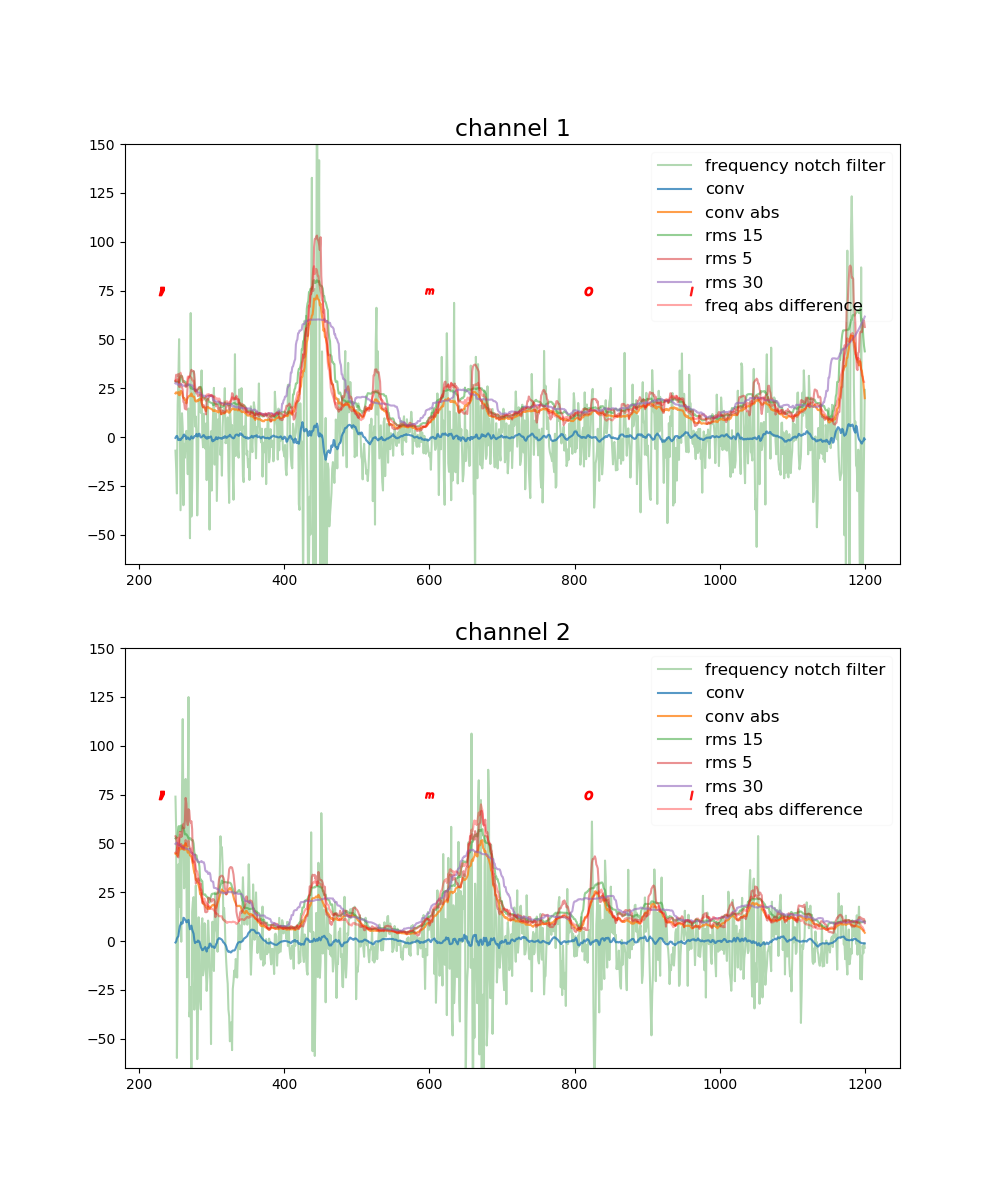 channel 1
150
125
100
75
50
25
0
−25
−50
, m o l
frequency notch filter
conv
conv abs
rms 15
rms 5
rms 30
freq abs difference
200 400 600 800 1000 1200
channel 2
150
125
100
75
50
25
0
−25
−50
, m o l
frequency notch filter
conv
conv abs
rms 15
rms 5
rms 30
freq abs difference
200 400 600 800 1000 1200